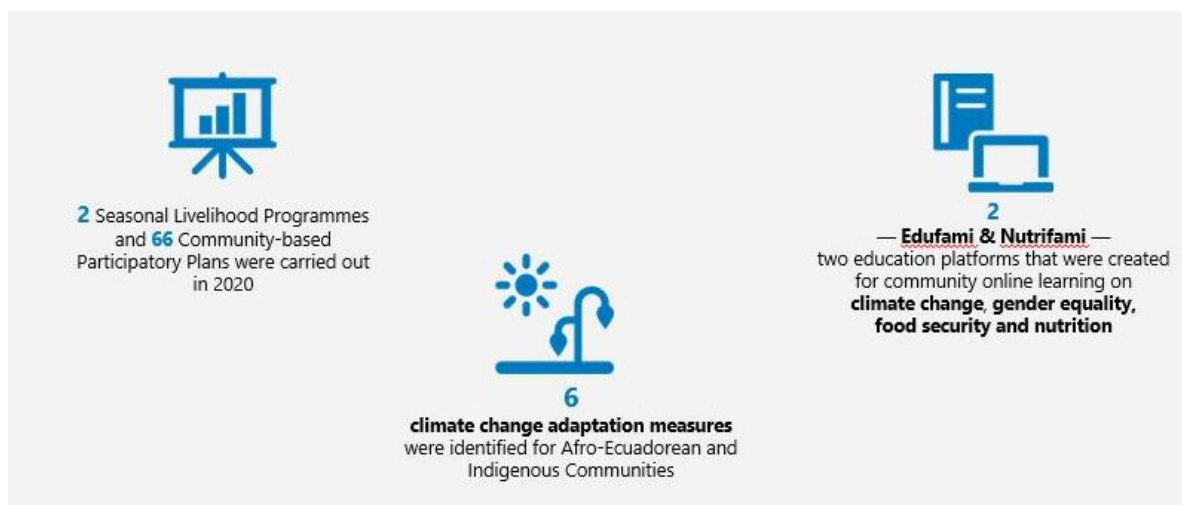 2 Seasonal Livelihood Programmes
and 66 Community-based
Participatory Plans were carried out
in 2020
6
climate change adaptation measures
were identified for Afro-Ecuadorean and
Indigenous Communities
2
— Edufami & Nutrifami —
two education platforms that were created
for community online learning on
climate change, gender equality,
food security and nutrition